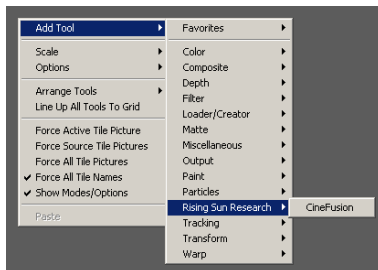 Add Tool
Scale
Options
Arrange Tools
Line Up All Tools To Grid
Force Active Tile Picture
Force Source Tile Pictures
Force All Tile Pictures
Force All Tile Names
Show Modes/Options
Paste
Favorites
Color
Composite
Depth
Filter
Loader/Creator
Matte
Miscellaneous
Output
Paint
Particles
Rising Sun Research
Tracking
Transform
Warp
CineFusion